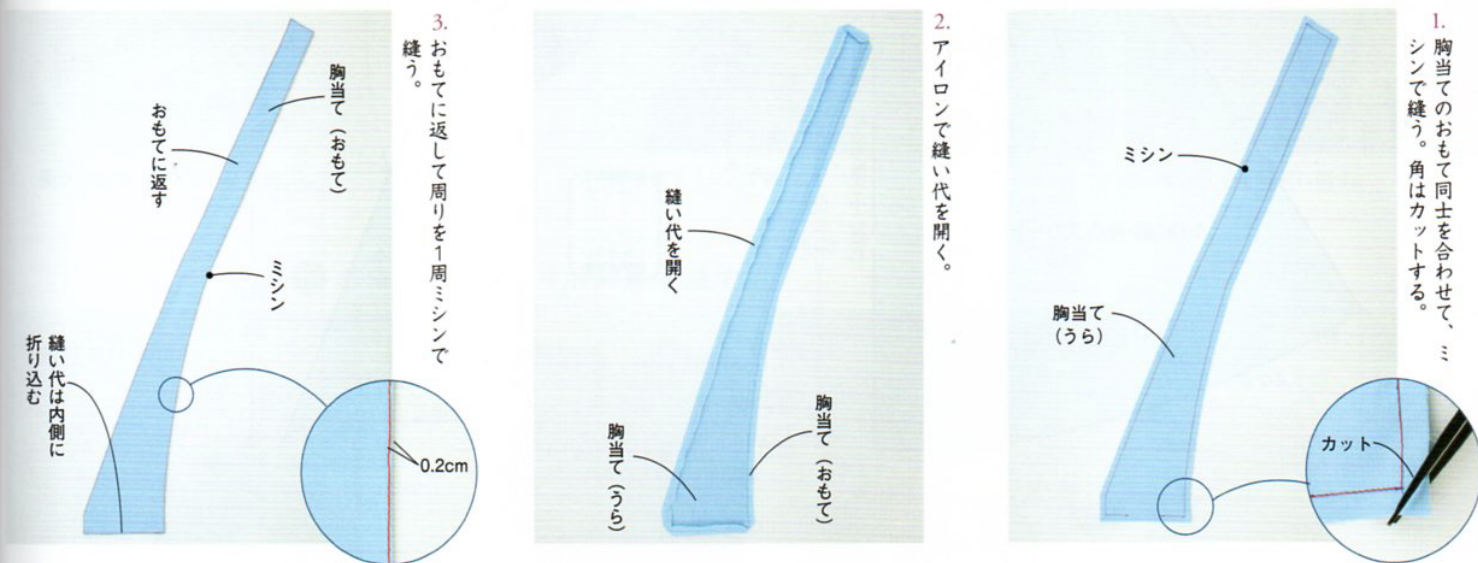 1.
胸当てのおもて同士を合わせて、ミ
シンで縫う。角はカットする。
ミシン
胸当て
(うら)
カット
2.
アイロンで縫い代を開く。
縫い代を開く
胸当て(おもて)
胸当て(うら)
3.
おもてに返して周りを1周ミシンで
縫う。
胸当て(おもて)
おもてに返す
ミシン
縫い代は内側に
折り込む
0.2cm